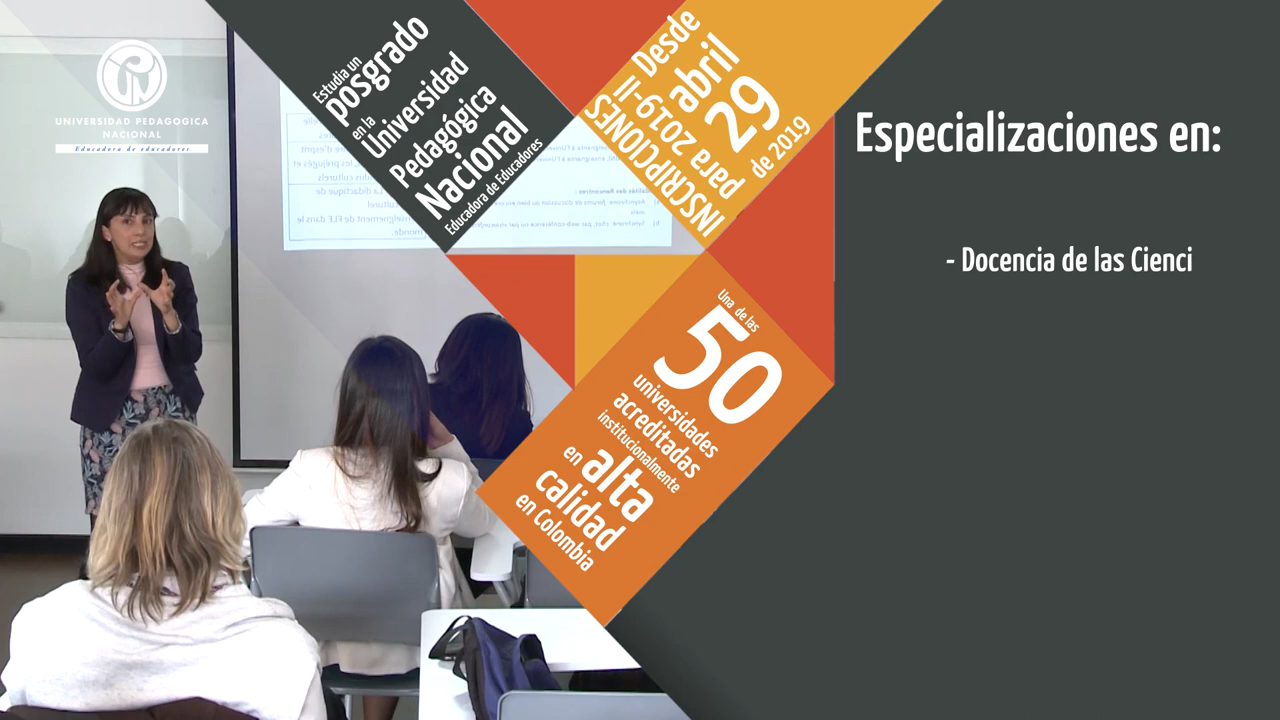 UNIVERSIDAD PEDAGOGICA
NACIONAL
Educadora de educadores
Estudia un
posgrado
en la
Universidad
Pedagógica
Nacional
Educadora de Educadores
INSCRIPCIONES
para 2019-II Desde
abril
29
de 2019
Especializaciones en:
- Docencia de las Cienci
Una de las
50
universidades
acreditadas
institucionalmente
en alta
calidad
en Colombia